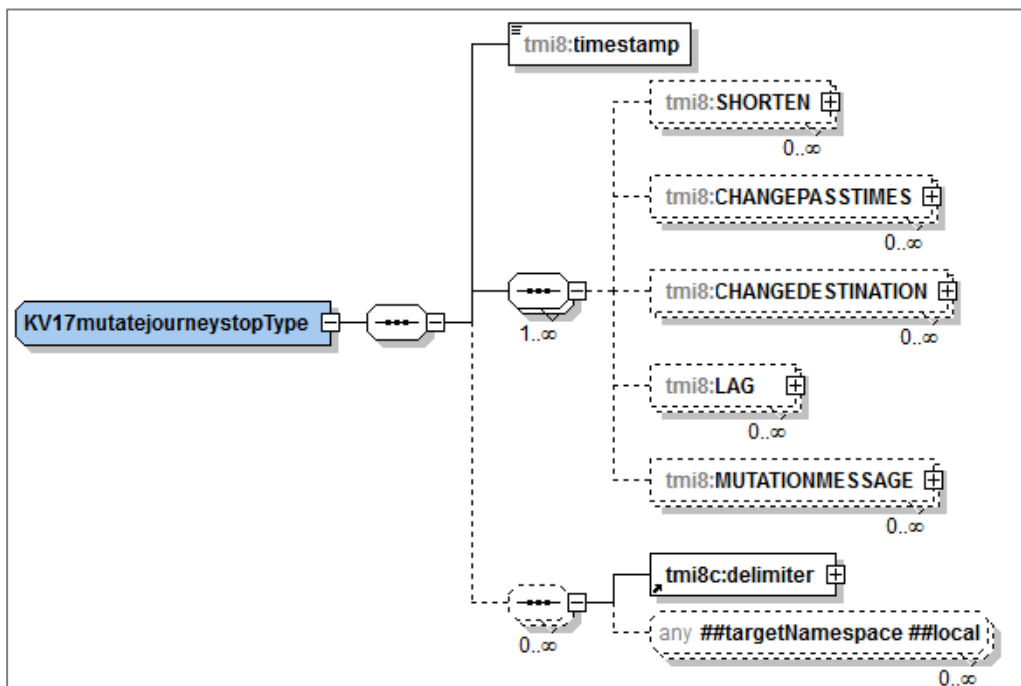 tmi8:timestamp
tmi8:SHORTEN
0..∞
tmi8:CHANGEPASSTIMES
0..∞
tmi8:CHANGEDESTINATION
0..∞
KV17mutatejourneystopType
1..∞
tmi8:LAG
0..∞
tmi8:MUTATIONMESSAGE
0..∞
tmi8c:delimiter
0..∞
any ##targetNamespace ##local
0..∞